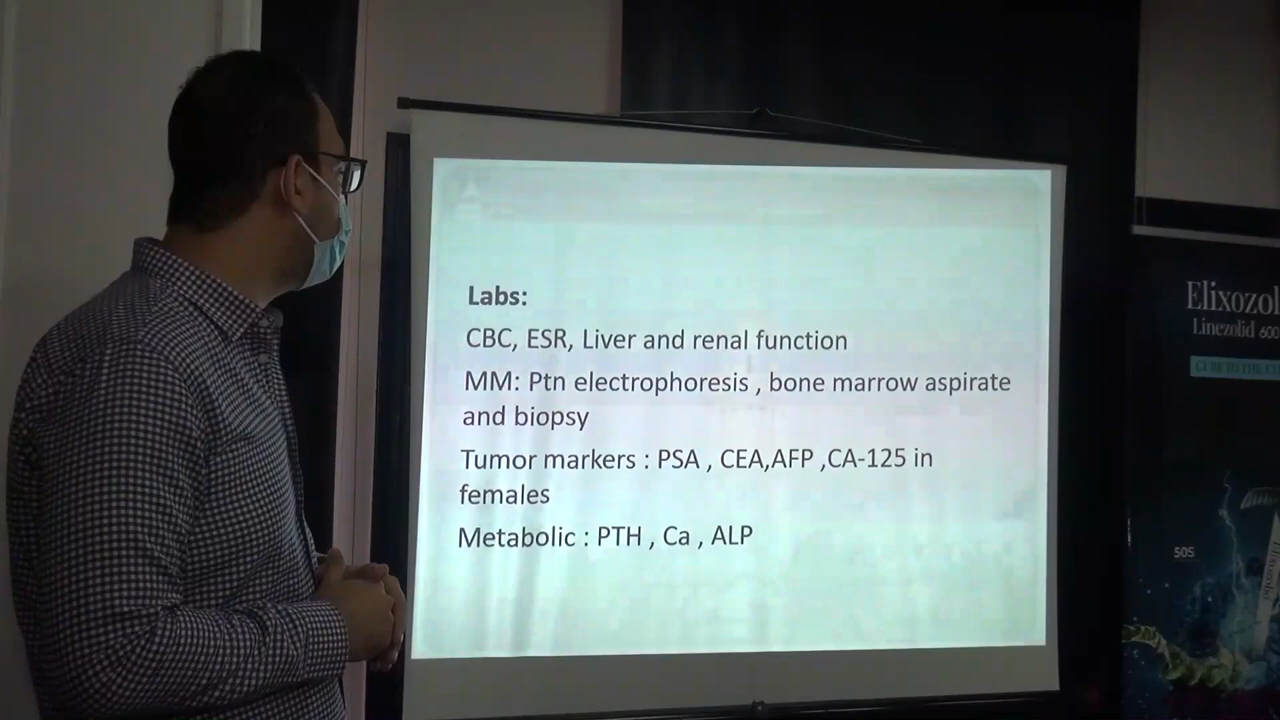 Labs:
CBC, ESR, Liver and renal function
MM: Ptn electrophoresis , bone marrow aspirate
and biopsy
Tumor markers : PSA , CEA,AFP ,CA-125 in
females
Metabolic : PTH , Ca , ALP
Elixozol
Linezolid 600
SOS